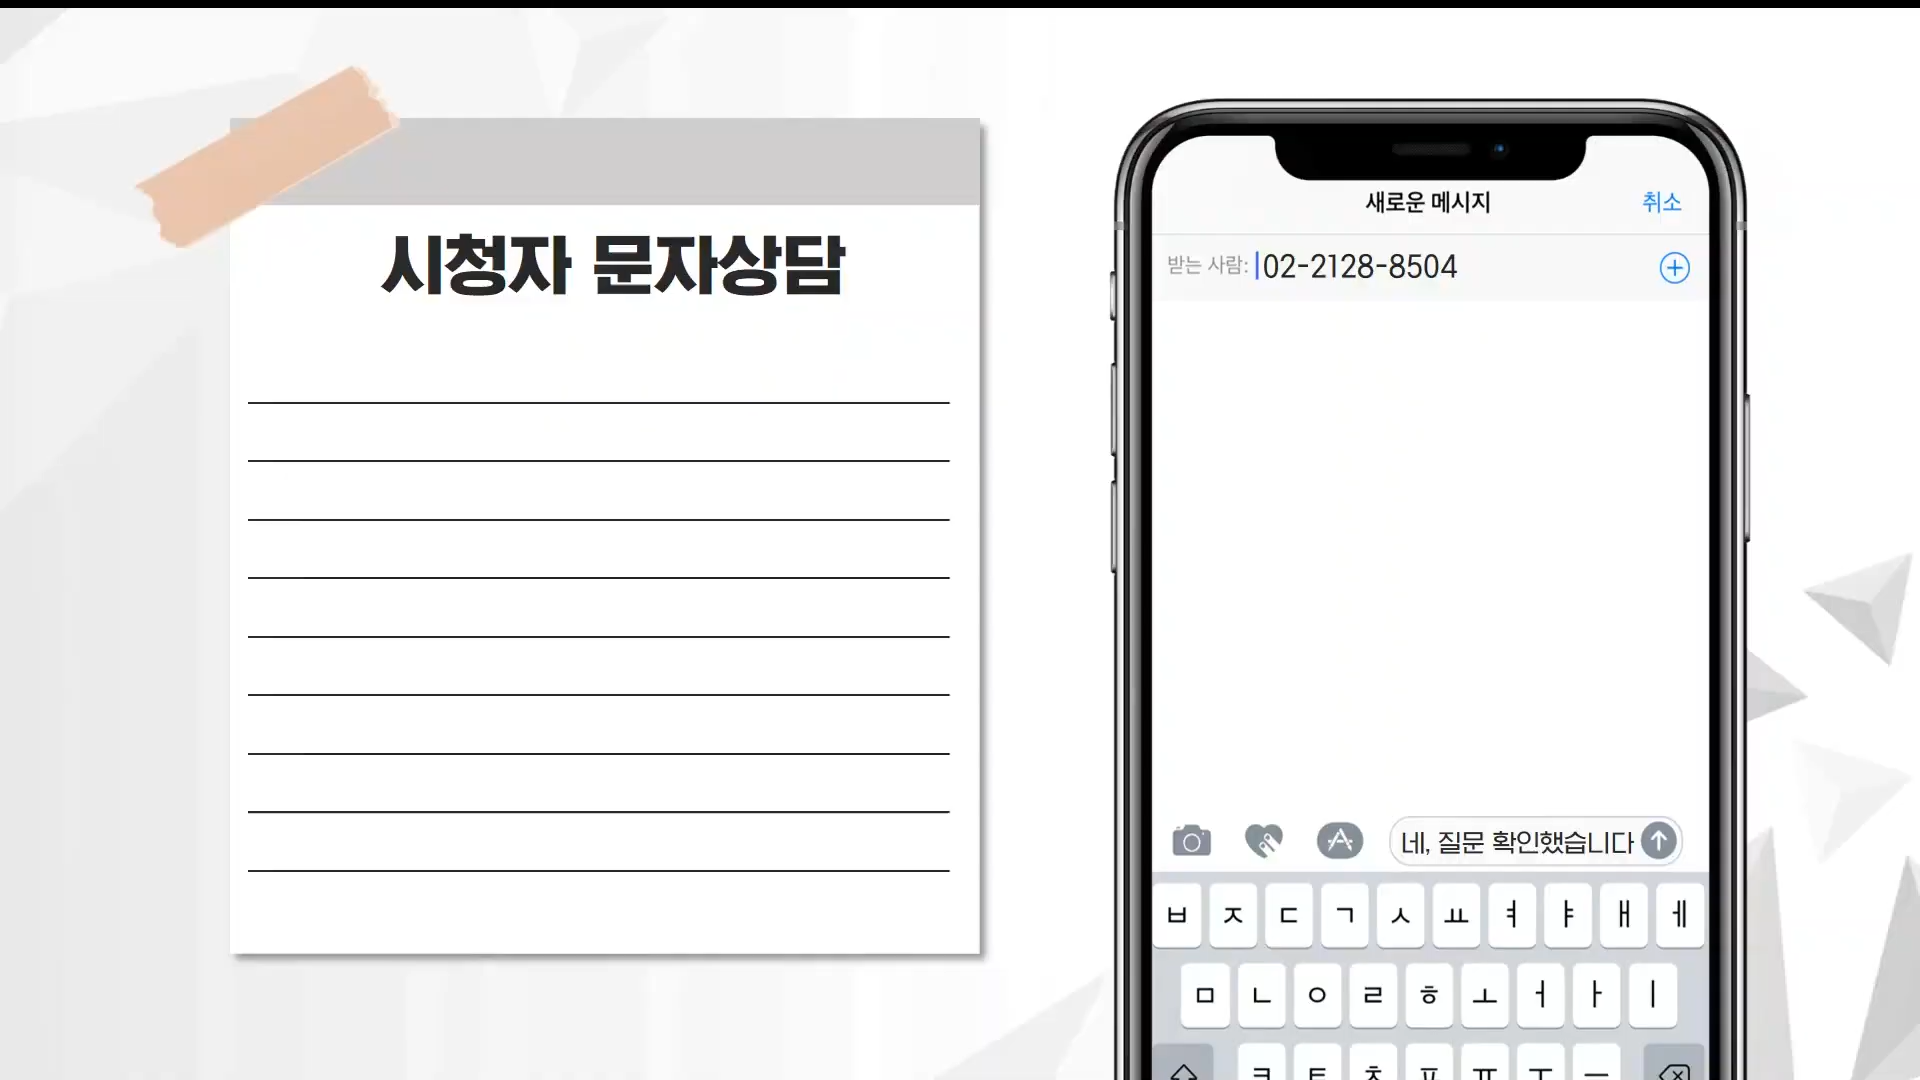 시청자 문자상담
새로운 메시지
취소
받는 사람: 02-2128-8504
네, 질문 확인했습니다
ㅂ ㅈ ㄷ ㄱ ㅅ ㅛ ㅕ ㅑ ㅐ ㅔ
ㅁ ㄴ ㅇ ㄹ ㅎ ㅗ ㅓ ㅏ ㅣ
ㅋ ㅌ ㅊ ㅍ ㅠ ㅜ ㅡ